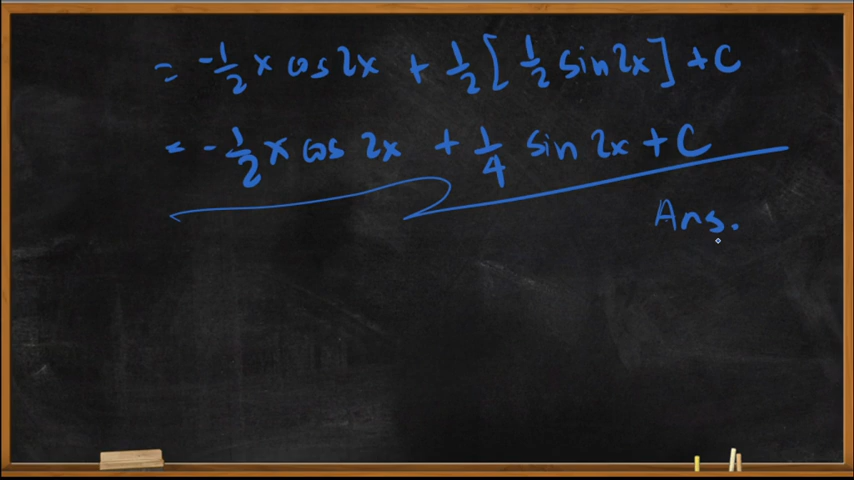 = -1/2 x cos 2x + 1/2 [ 1/2 sin 2x ] + C
= -1/2 x cos 2x + 1/4 sin 2x + C
Ans.